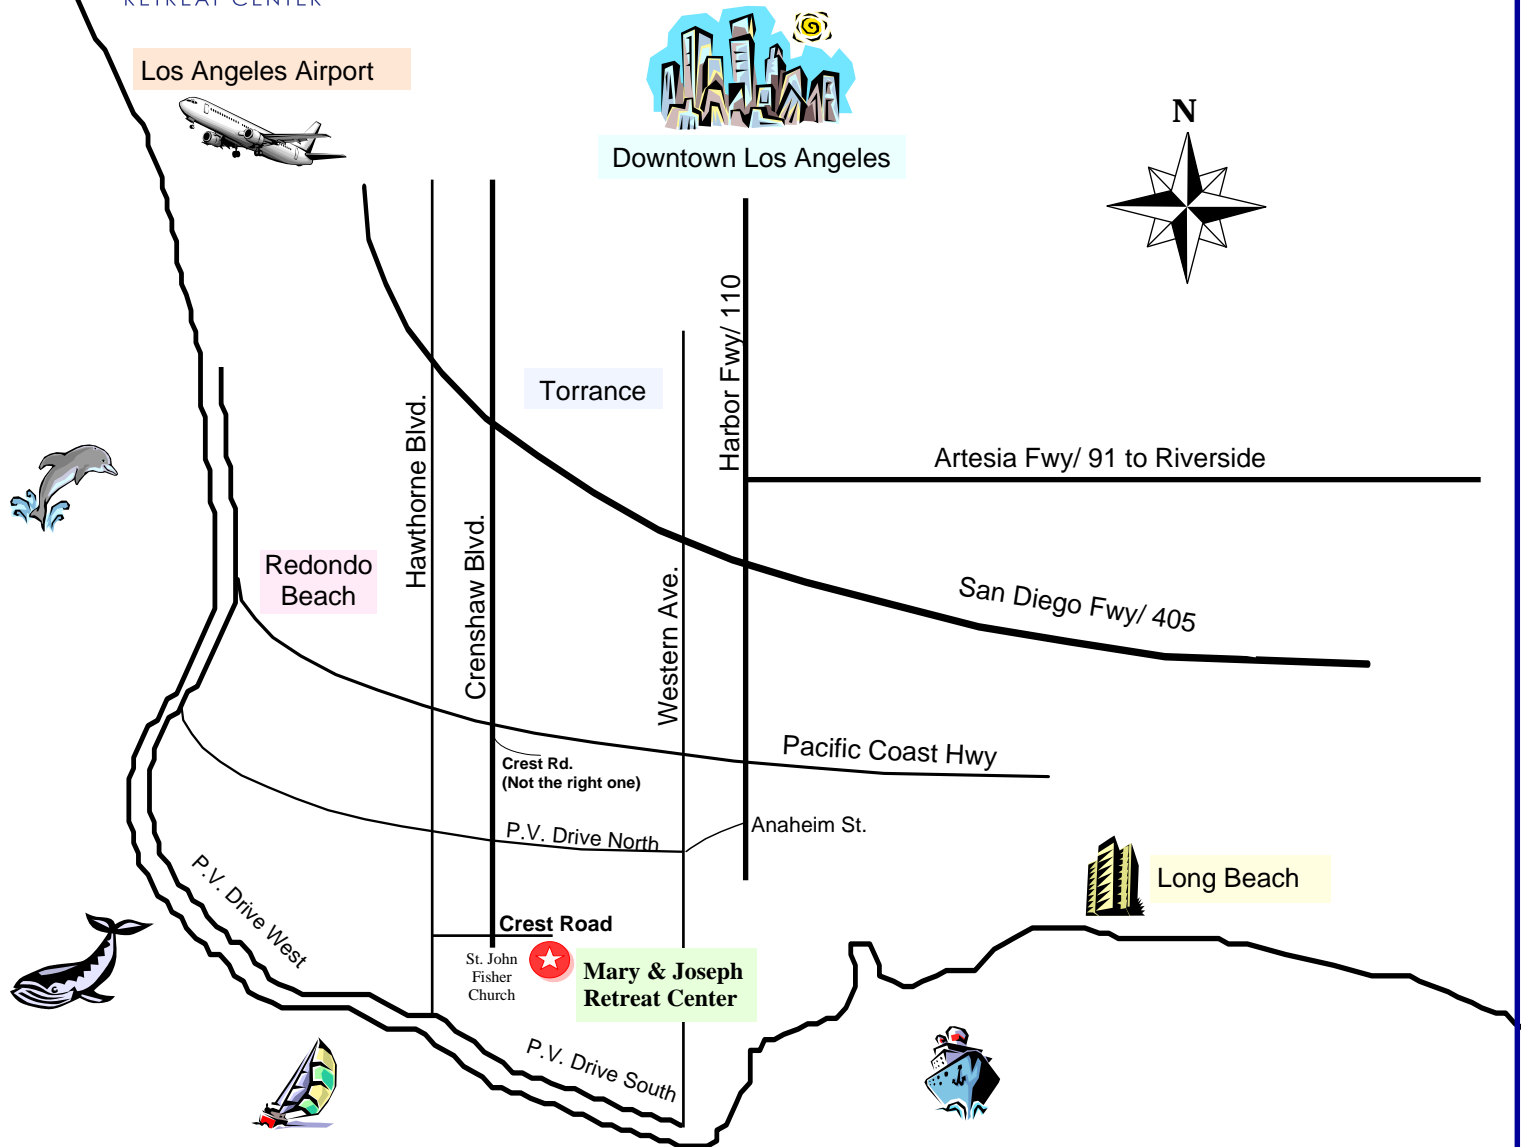 RETREAT CENTER
Los Angeles Airport
Downtown Los Angeles
N
Harbor Fwy/ 110
Torrance
Hawthorne Blvd.
Artesia Fwy/ 91 to Riverside
Crenshaw Blvd.
Redondo
Beach
Western Ave.
San Diego Fwy/ 405
Pacific Coast Hwy
Crest Rd.
(Not the right one)
P.V. Drive North
Anaheim St.
Long Beach
P.V. Drive West
Crest Road
St. John
Fisher
Church
Mary & Joseph
Retreat Center
P.V. Drive South